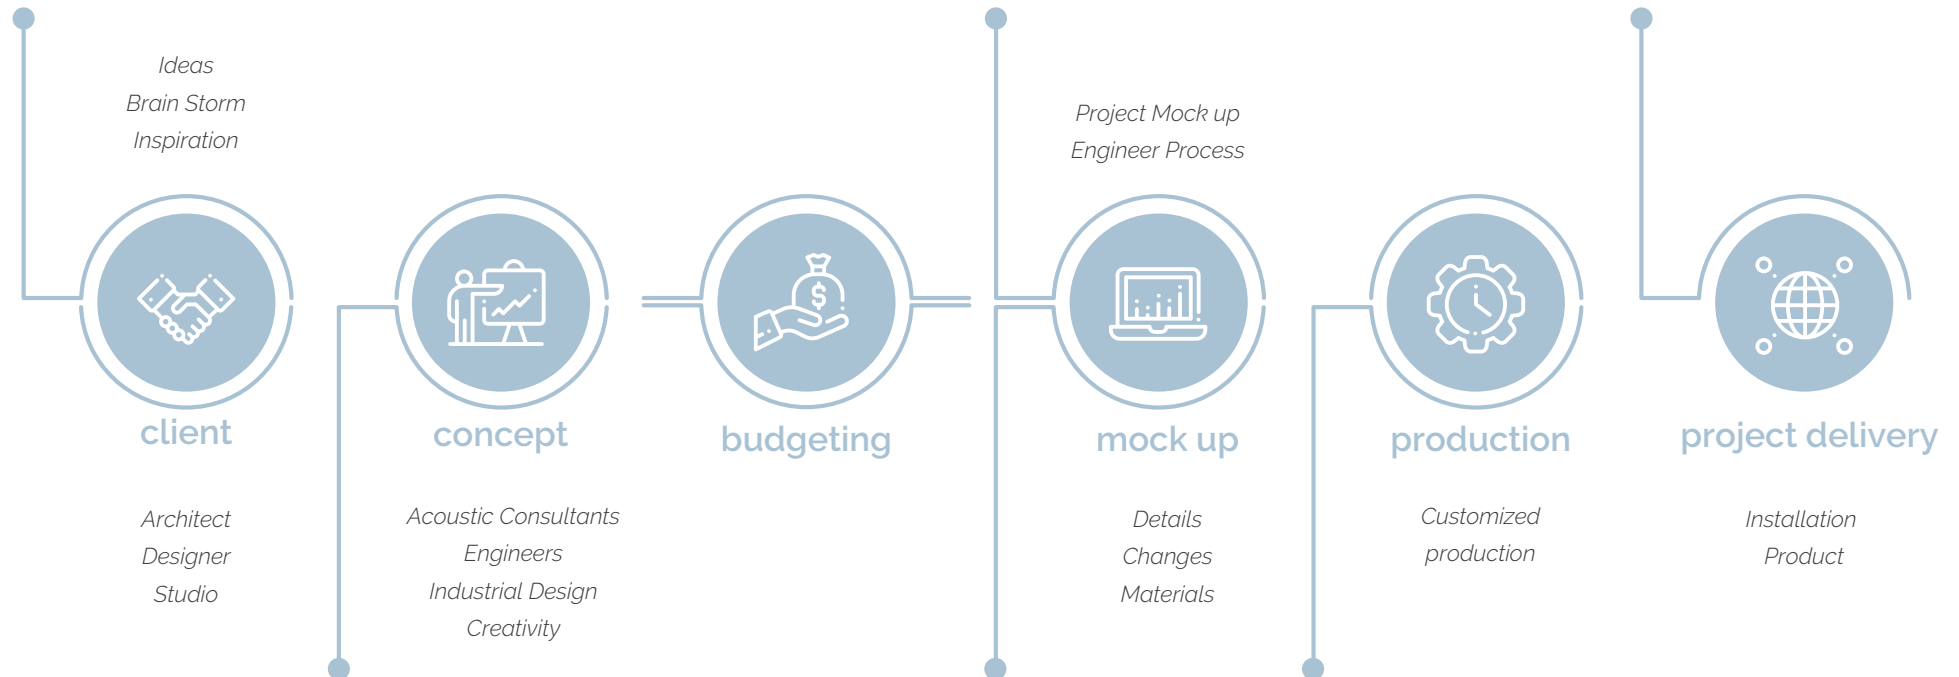 Ideas
Brain Storm
Inspiration
client
Architect
Designer
Studio
concept
Acoustic Consultants
Engineers
Industrial Design
Creativity
$
budgeting
Project Mock up
Engineer Process
mock up
Details
Changes
Materials
production
Customized
production
project delivery
Installation
Product